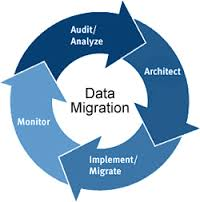 Audit/
Analyze
Architect
Data
Migration
Monitor
Implement/
Migrate